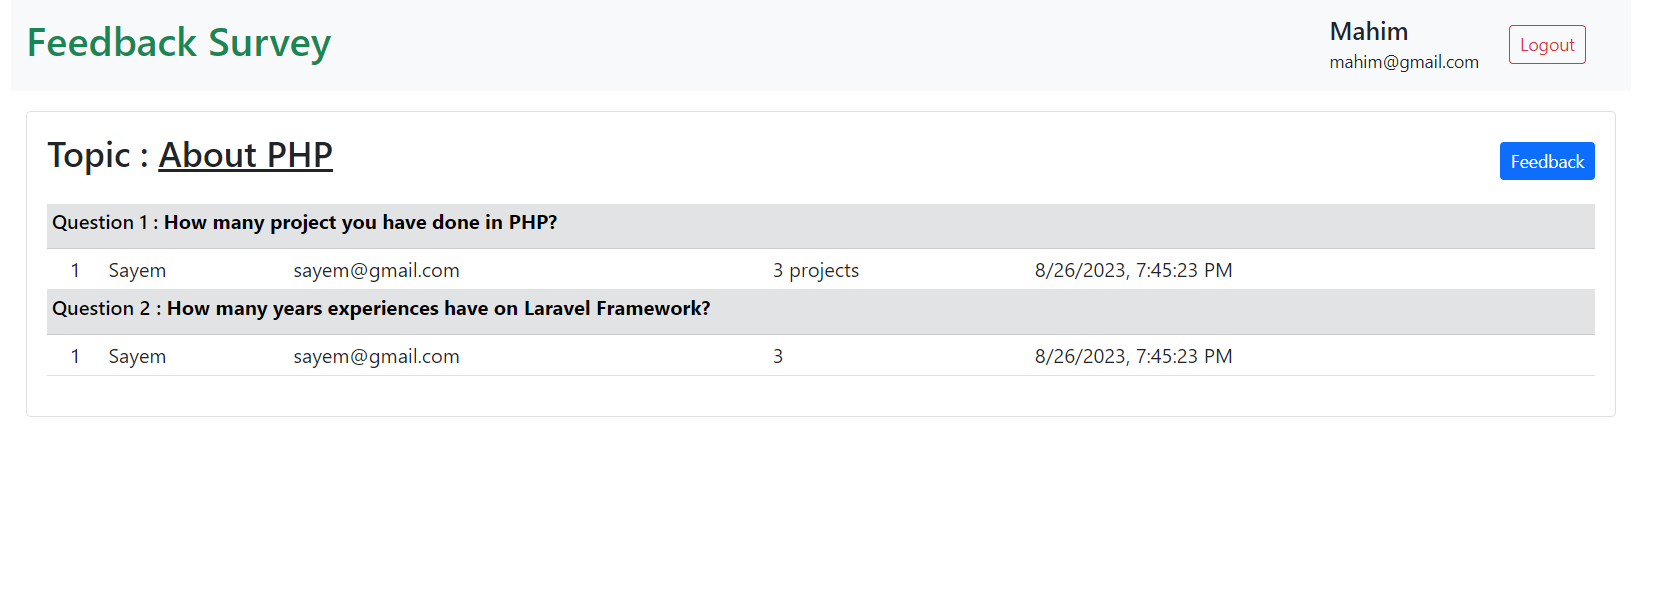 Feedback Survey
Mahim
mahim@gmail.com
Logout
Topic : About PHP
Feedback
Question 1 : How many project you have done in PHP?
1 Sayem sayem@gmail.com 3 projects 8/26/2023, 7:45:23 PM
Question 2 : How many years experiences have on Laravel Framework?
1 Sayem sayem@gmail.com 3 8/26/2023, 7:45:23 PM